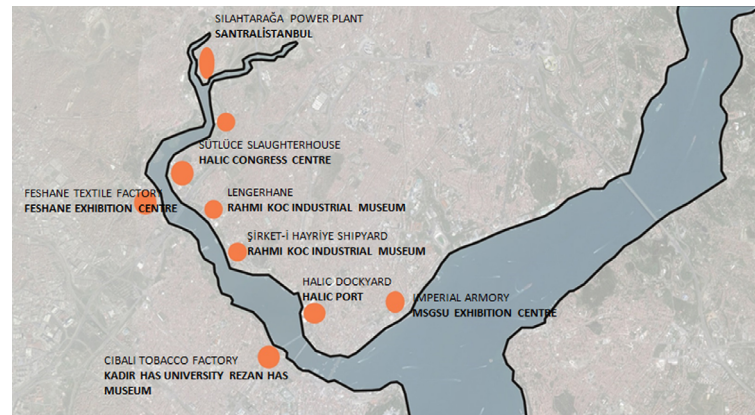 SILAHTARAĞA POWER PLANT
SANTRALİSTANBUL
SÜTLÜCE SLAUGHTERHOUSE
HALIC CONGRESS CENTRE
FESHANE TEXTILE FACTORY
FESHANE EXHIBITION CENTRE
LENGERHANE
RAHMI KOC INDUSTRIAL MUSEUM
ŞİRKET-İ HAYRİYE SHIPYARD
RAHMI KOC INDUSTRIAL MUSEUM
HALIC DOCKYARD
HALIC PORT
IMPERIAL ARMORY
MSGSU EXHIBITION CENTRE
CIBALI TOBACCO FACTORY
KADIR HAS UNIVERSITY REZAN HAS
MUSEUM